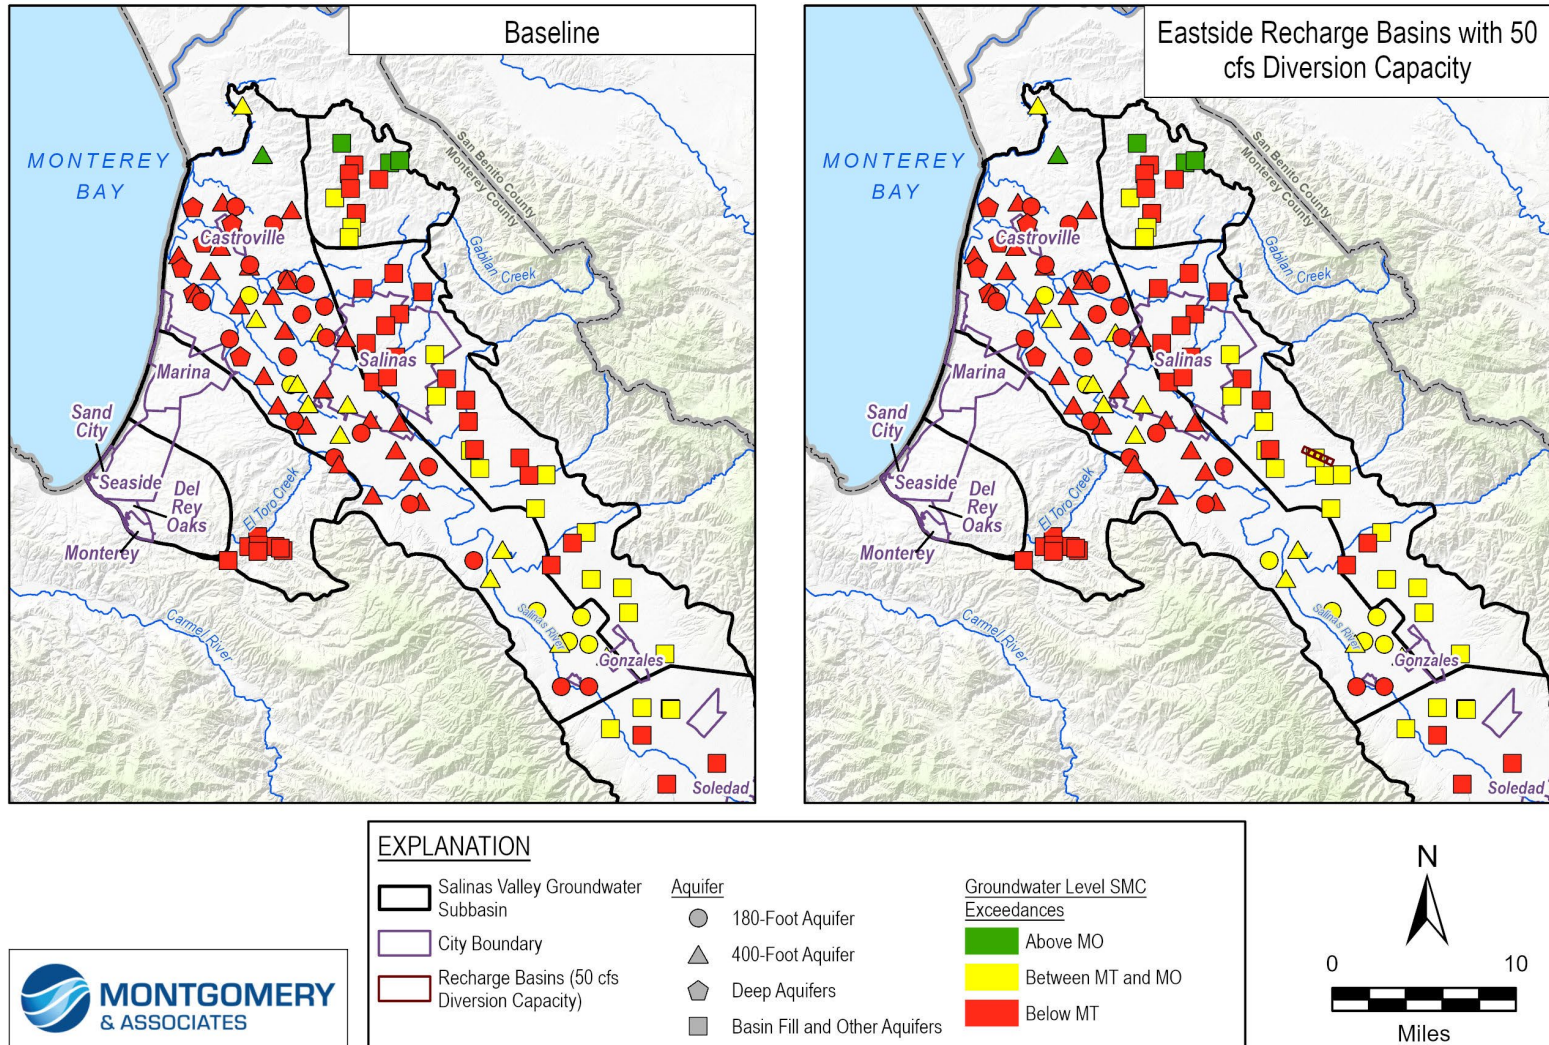 Baseline
MONTEREY
BAY
San Benito County
Monterey County
Castroville
Gabilan Creek
Marina
Salinas
Sand
City
Seaside
Del
Rey
Oaks
Monterey
El Toro Creek
Carmel River
Salinas River
Gonzales
Soledad
Eastside Recharge Basins with 50
cfs Diversion Capacity
MONTEREY
BAY
San Benito County
Monterey County
Castroville
Gabilan Creek
Marina
Salinas
Sand
City
Seaside
Del
Rey
Oaks
Monterey
El Toro Creek
Carmel River
Salinas River
Gonzales
Soledad
EXPLANATION
Salinas Valley Groundwater
Subbasin
City Boundary
Recharge Basins (50 cfs
Diversion Capacity)
Aquifer
180-Foot Aquifer
400-Foot Aquifer
Deep Aquifers
Basin Fill and Other Aquifers
Groundwater Level SMC
Exceedances
Above MO
Between MT and MO
Below MT
N
0 10
Miles
MONTGOMERY
& ASSOCIATES